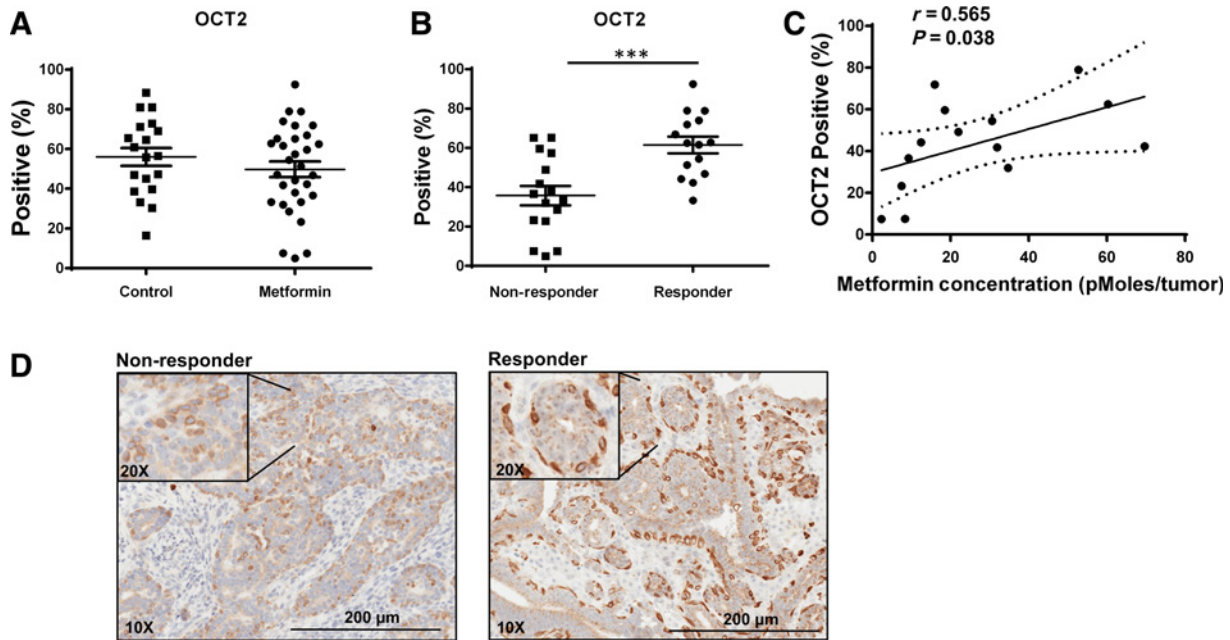 A
OCT2
Positive (%)
100
80
60
40
20
0
Control
Metformin
B
OCT2
***
Positive (%)
100
80
60
40
20
0
Non-responder
Responder
C
r = 0.565
P = 0.038
OCT2 Positive (%)
100
80
60
40
20
0
0
20
40
60
80
Metformin concentration (pMoles/tumor)
D
Non-responder
20X
10X
200 µm
Responder
20X
10X
200 µm